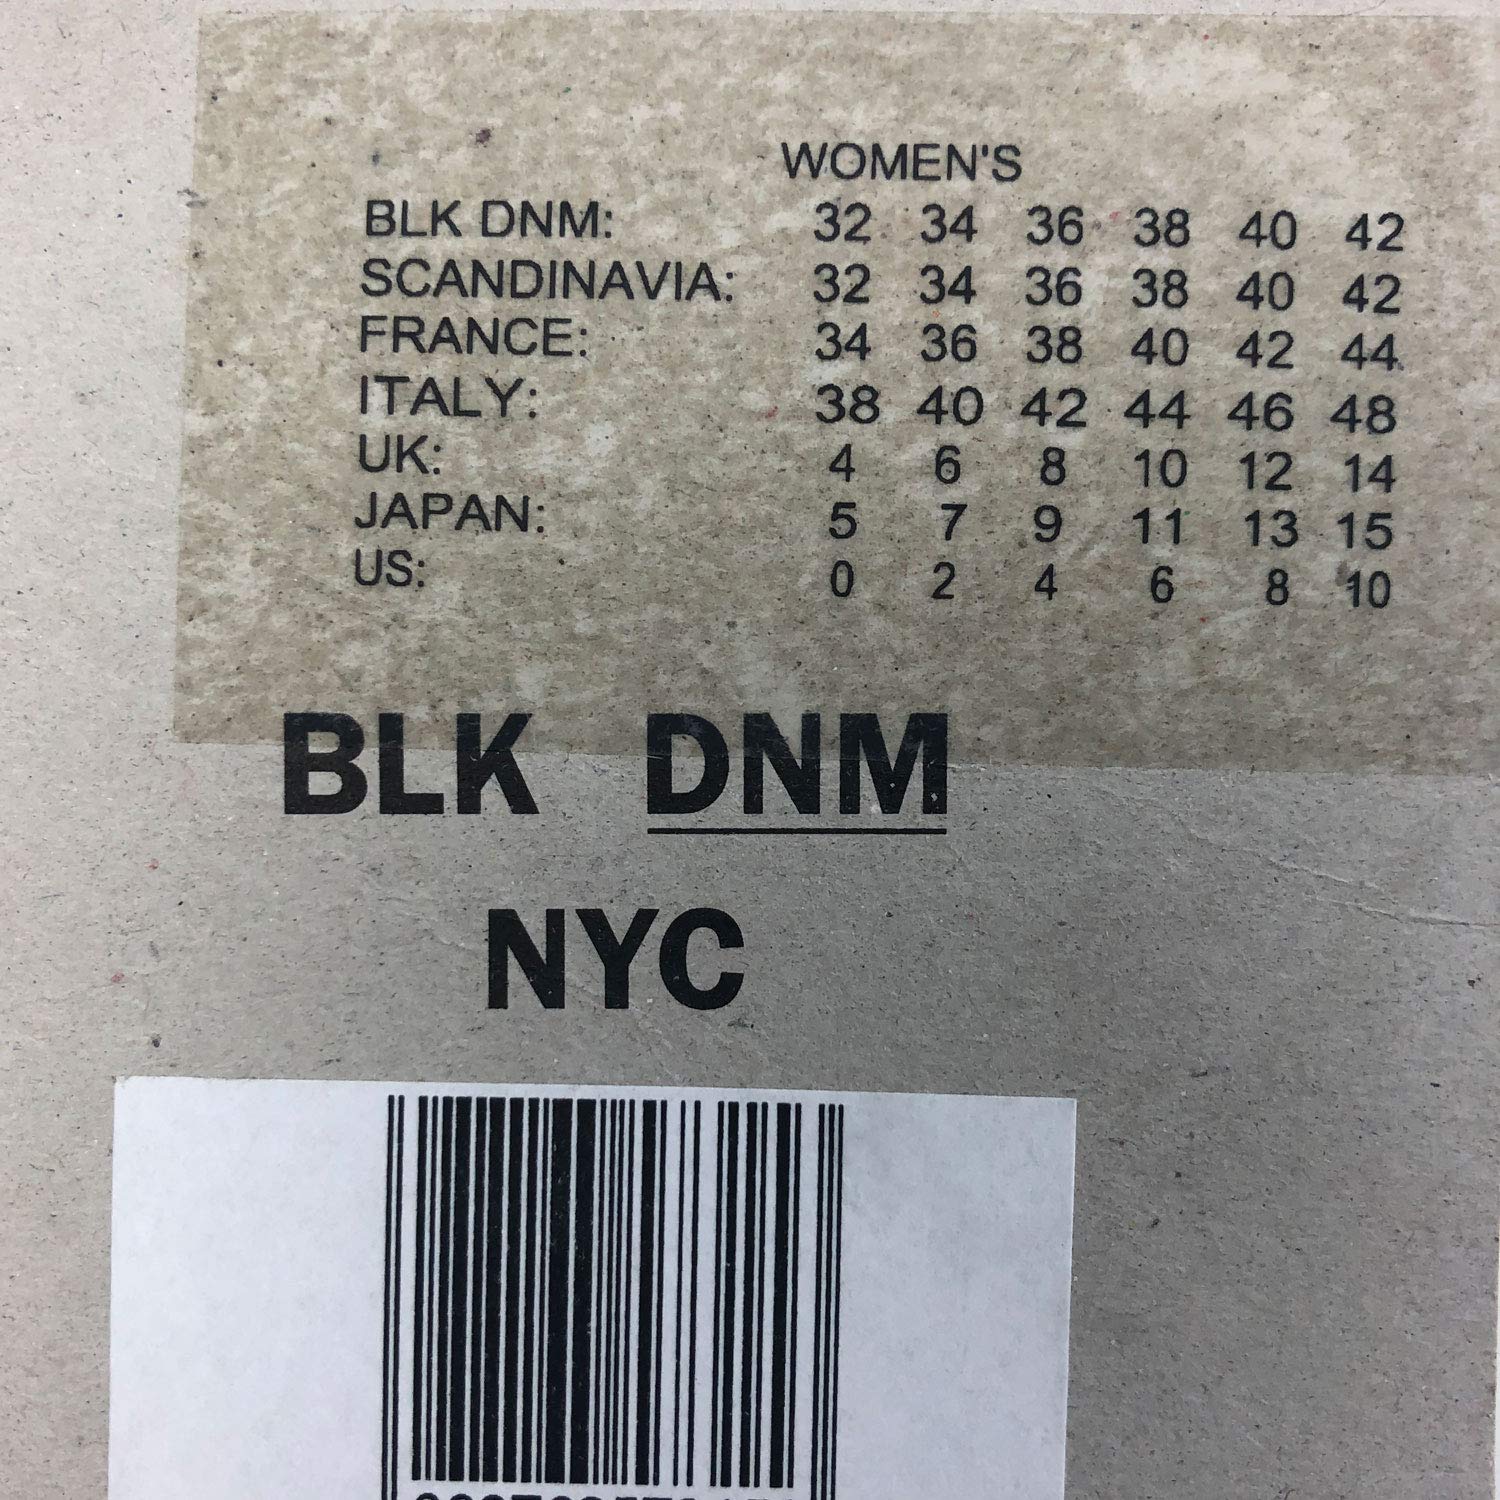 WOMEN'S
BLK DNM: 32 34 36 38 40 42
SCANDINAVIA: 32 34 36 38 40 42
FRANCE: 34 36 38 40 42 44
ITALY: 38 40 42 44 46 48
UK: 4 6 8 10 12 14
JAPAN: 5 7 9 11 13 15
US: 0 2 4 6 8 10
BLK DNM
NYC